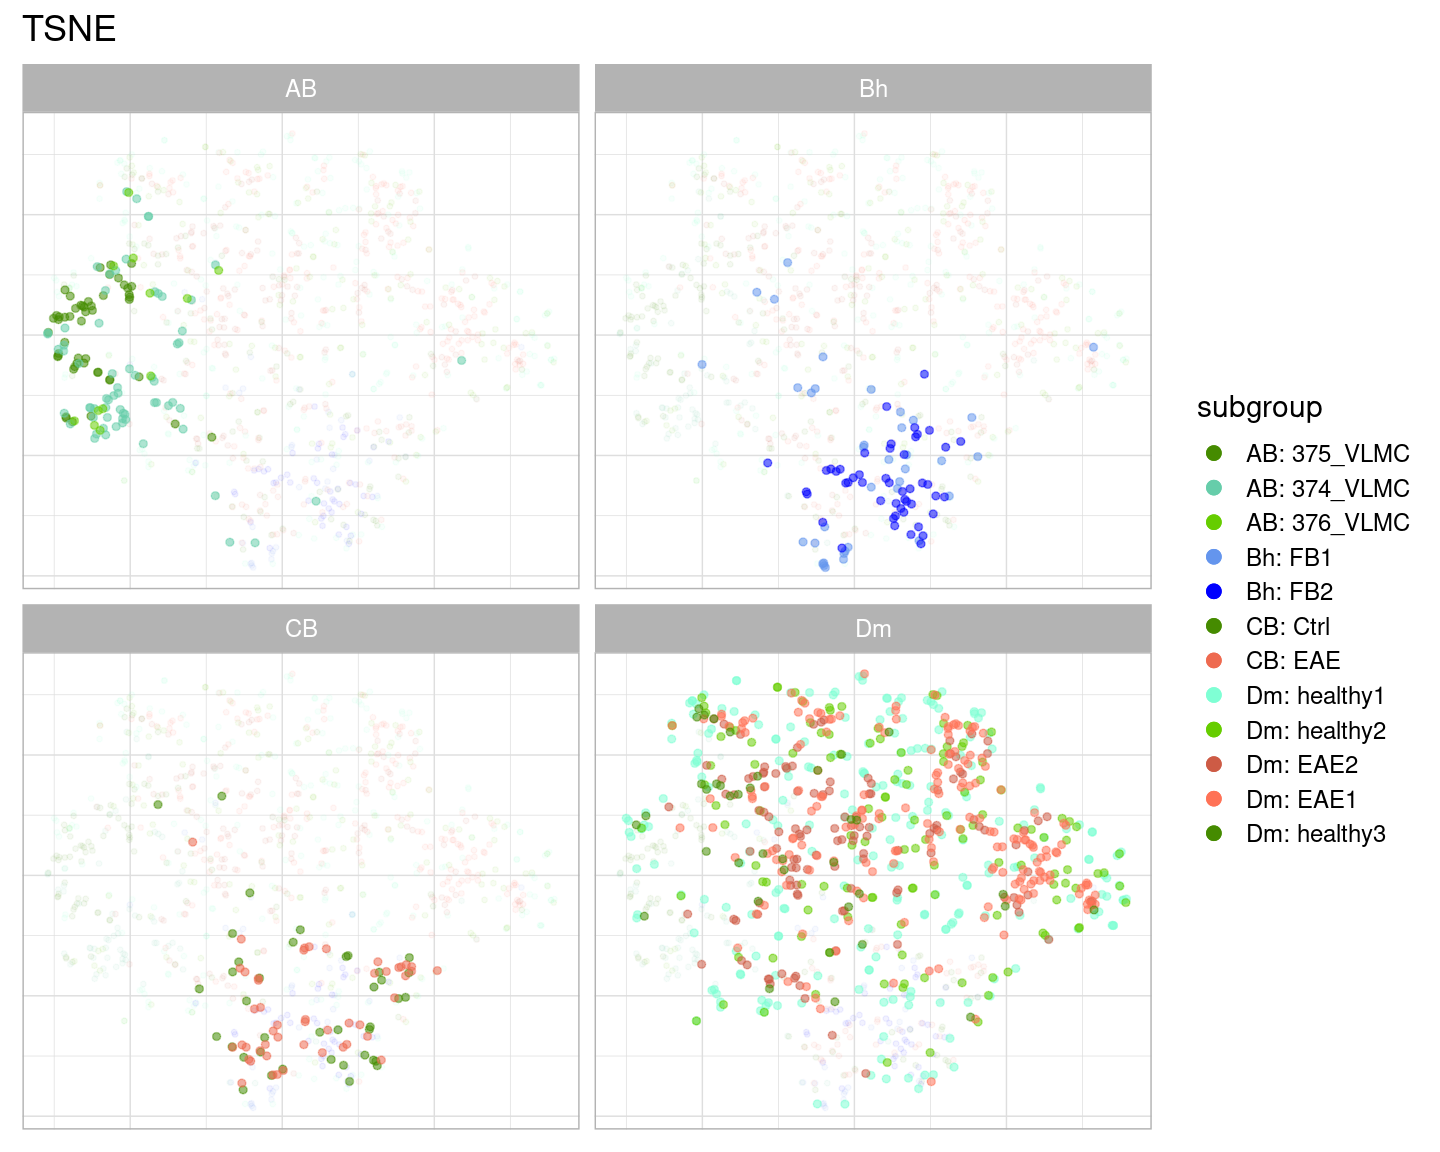 TSNE
AB
Bh
CB
Dm
subgroup
AB: 375_VLMC
AB: 374_VLMC
AB: 376_VLMC
Bh: FB1
Bh: FB2
CB: Ctrl
CB: EAE
Dm: healthy1
Dm: healthy2
Dm: EAE2
Dm: EAE1
Dm: healthy3